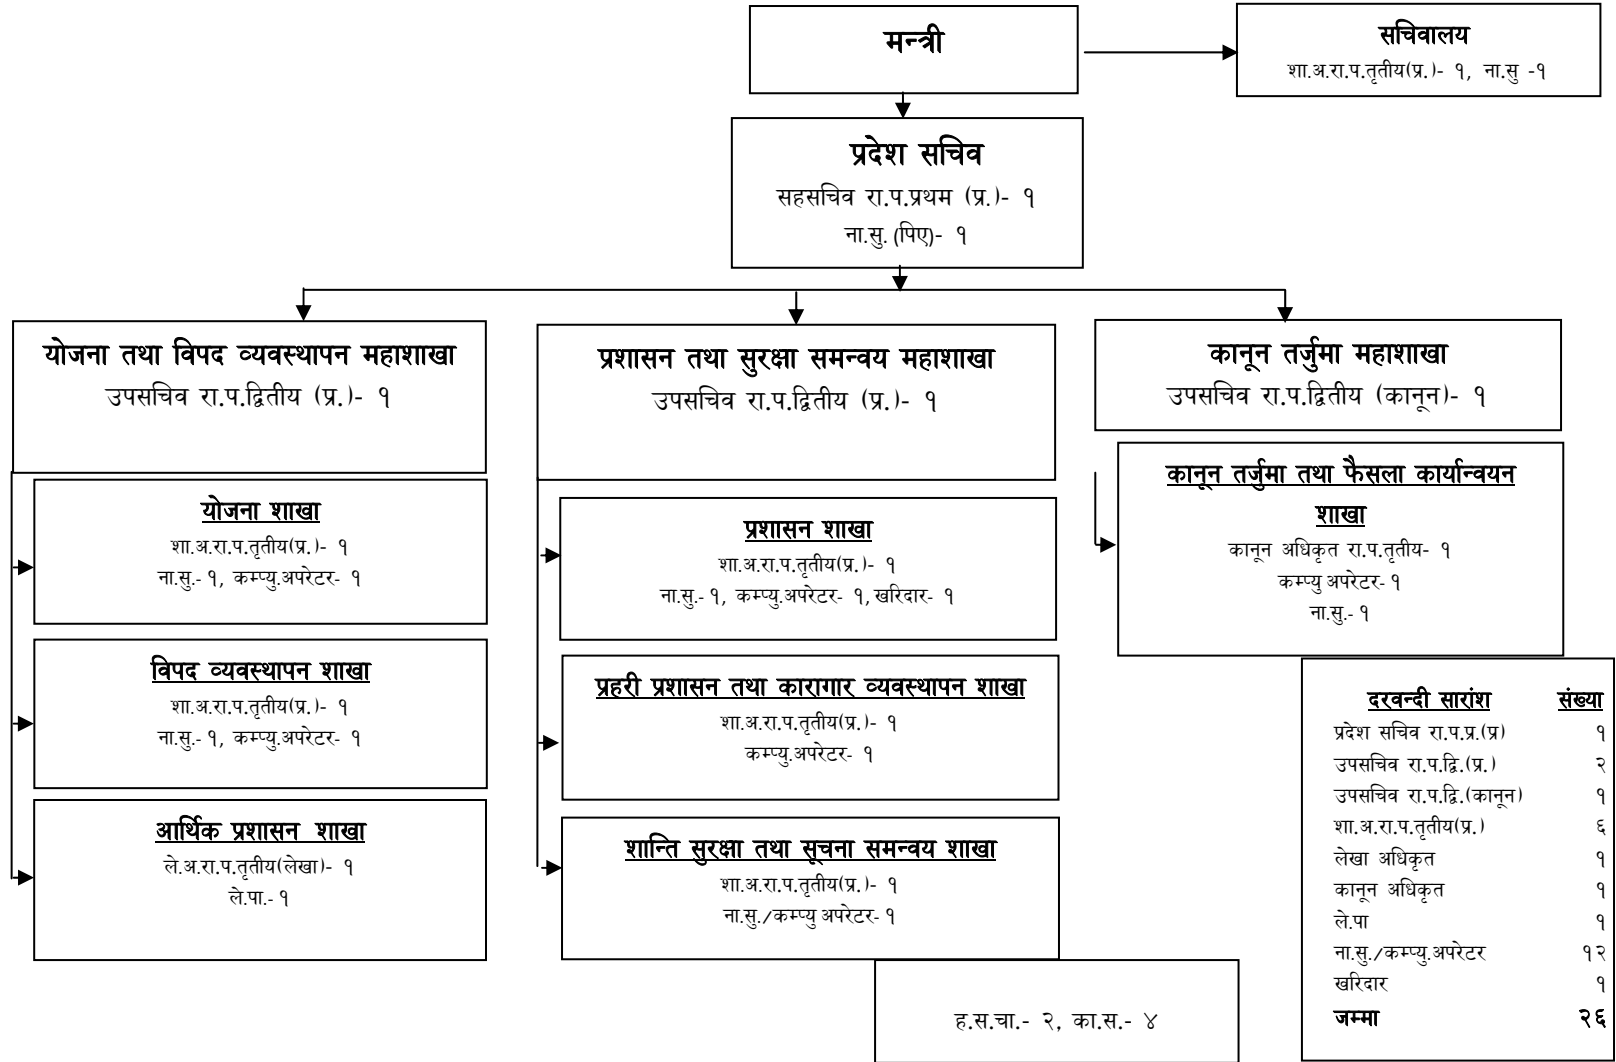 मन्त्री
सचिवालय
शा.अ.रा.प.तृतीय(प्र.)- १, ना.सु -१
प्रदेश सचिव
सहसचिव रा.प.प्रथम (प्र.)- १
ना.सु. (पिए)- १
योजना तथा विपद व्यवस्थापन महाशाखा
उपसचिव रा.प.द्वितीय (प्र.)- १
योजना शाखा
शा.अ.रा.प.तृतीय(प्र.)- १
ना.सु.- १, कम्प्यु.अपरेटर- १
विपद व्यवस्थापन शाखा
शा.अ.रा.प.तृतीय(प्र.)- १
ना.सु.- १, कम्प्यु.अपरेटर- १
आर्थिक प्रशासन शाखा
ले.अ.रा.प.तृतीय(लेखा)- १
ले.पा.- १
प्रशासन तथा सुरक्षा समन्वय महाशाखा
उपसचिव रा.प.द्वितीय (प्र.)- १
प्रशासन शाखा
शा.अ.रा.प.तृतीय(प्र.)- १
ना.सु.- १, कम्प्यु.अपरेटर- १, खरिदार- १
प्रहरी प्रशासन तथा कारागार व्यवस्थापन शाखा
शा.अ.रा.प.तृतीय(प्र.)- १
कम्प्यु.अपरेटर- १
शान्ति सुरक्षा तथा सूचना समन्वय शाखा
शा.अ.रा.प.तृतीय(प्र.)- १
ना.सु./कम्प्यु अपरेटर- १
कानून तर्जुमा महाशाखा
उपसचिव रा.प.द्वितीय (कानून)- १
कानून तर्जुमा तथा फैसला कार्यान्वयन
शाखा
कानून अधिकृत रा.प.तृतीय- १
कम्प्यु अपरेटर- १
ना.सु.- १
ह.स.चा.- २, का.स.- ४
दरवन्दी सारांश संख्या
प्रदेश सचिव रा.प.प्र.(प्र) १
उपसचिव रा.प.द्वि.(प्र.) २
उपसचिव रा.प.द्वि.(कानून) १
शा.अ.रा.प.तृतीय(प्र.) ६
लेखा अधिकृत १
कानून अधिकृत १
ले.पा १
ना.सु./कम्प्यु.अपरेटर १२
खरिदार १
जम्मा २६